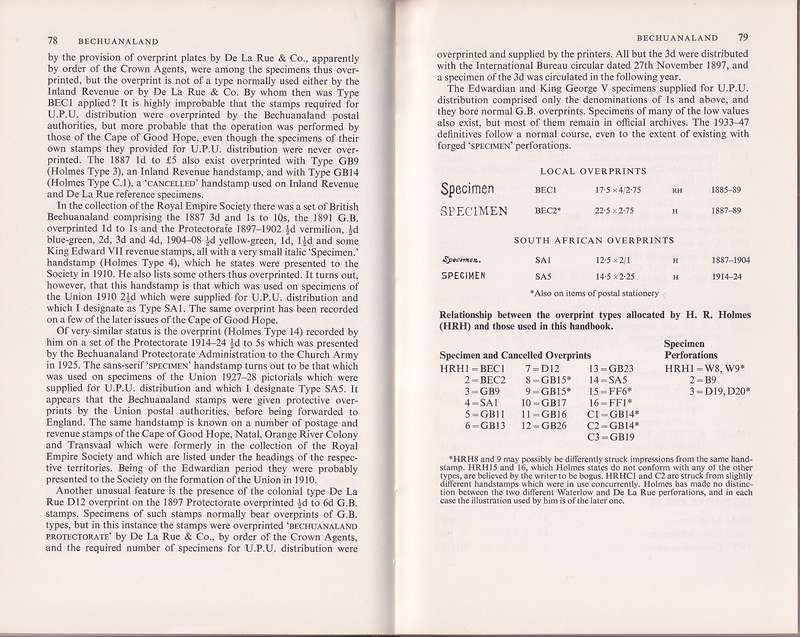 78 BECHUANALAND
by the provision of overprint plates by De La Rue & Co., apparently
by order of the Crown Agents, were among the specimens thus over-
printed, but the overprint is not of a type normally used either by the
Inland Revenue or by De La Rue & Co. By whom then was Type
BEC1 applied? It is highly improbable that the stamps required for
U.P.U. distribution were overprinted by the Bechuanaland postal
authorities, but more probable that the operation was performed by
those of the Cape of Good Hope, even though the specimens of their
own stamps they provided for U.P.U. distribution were never over-
printed. The 1887 1d to £5 also exist overprinted with Type GB9
(Holmes Type 3), an Inland Revenue handstamp, and with Type GB14
(Holmes Type C.1), a ‘CANCELLED’ handstamp used on Inland Revenue
and De La Rue reference specimens.
In the collection of the Royal Empire Society there was a set of British
Bechuanaland comprising the 1887 3d and 1s to 10s, the 1891 G.B.
overprinted 1d to 1s and the Protectorate 1897–1902 ½d vermilion, ½d
blue-green, 2d, 3d and 4d, 1904–08 ½d yellow-green, 1d, 1½d and some
King Edward VII revenue stamps, all with a very small italic ‘Specimen.’
handstamp (Holmes Type 4), which he states were presented to the
Society in 1910. He also lists some others thus overprinted. It turns out,
however, that this handstamp is that which was used on specimens of
the Union 1910 2½d which were supplied for U.P.U. distribution and
which I designate as Type SA1. The same overprint has been recorded
on a few of the later issues of the Cape of Good Hope.
Of very similar status is the overprint (Holmes Type 14) recorded by
him on a set of the Protectorate 1914–24 ½d to 5s which was presented
by the Bechuanaland Protectorate Administration to the Church Army
in 1925. The sans-serif ‘SPECIMEN’ handstamp turns out to be that which
was used on specimens of the Union 1927–28 pictorials which were
supplied for U.P.U. distribution and which I designate Type SA5. It
appears that the Bechuanaland stamps were given protective over-
prints by the Union postal authorities, before being forwarded to
England. The same handstamp is known on a number of postage and
revenue stamps of the Cape of Good Hope, Natal, Orange River Colony
and Transvaal which were formerly in the collection of the Royal
Empire Society and which are listed under the headings of the respec-
tive territories. Being of the Edwardian period they were probably
presented to the Society on the formation of the Union in 1910.
Another unusual feature is the presence of the colonial type De La
Rue D12 overprint on the 1897 Protectorate overprinted ½d to 6d G.B.
stamps. Specimens of such stamps normally bear overprints of G.B.
types, but in this instance the stamps were overprinted ‘BECHUANALAND
PROTECTORATE’ by De La Rue & Co., by order of the Crown Agents,
and the required number of specimens for U.P.U. distribution were
BECHUANALAND 79
overprinted and supplied by the printers. All but the 3d were distributed
with the International Bureau circular dated 27th November 1897, and
a specimen of the 3d was circulated in the following year.
The Edwardian and King George V specimens supplied for U.P.U.
distribution comprised only the denominations of 1s and above, and
they bore normal G.B. overprints. Specimens of many of the low values
also exist, but most of them remain in official archives. The 1933–47
definitives follow a normal course, even to the extent of existing with
forged ‘SPECIMEN’ perforations.
LOCAL OVERPRINTS
Specimen BEC1 17·5 x 4/2·75 RH 1885–89
SPECIMEN BEC2* 22·5 x 2·75 H 1887–89
SOUTH AFRICAN OVERPRINTS
Specimen. SA1 12·5 x 2/1 H 1887–1904
SPECIMEN SA5 14·5 x 2·25 H 1914–24
*Also on items of postal stationery
Relationship between the overprint types allocated by H. R. Holmes
(HRH) and those used in this handbook.
Specimen
Specimen and Cancelled Overprints Perforations
HRH1 = BEC1 7 = D12 13 = GB23 HRH1 = W8, W9*
2 = BEC2 8 = GB15* 14 = SA5 2 = B9
3 = GB9 9 = GB15* 15 = FF6* 3 = D19, D20*
4 = SA1 10 = GB17 16 = FF1*
5 = GB11 11 = GB16 C1 = GB14*
6 = GB13 12 = GB26 C2 = GB14*
C3 = GB19
*HRH8 and 9 may possibly be differently struck impressions from the same hand-
stamp. HRH15 and 16, which Holmes states do not conform with any of the other
types, are believed by the writer to be bogus. HRHC1 and C2 are struck from slightly
different handstamps which were in use concurrently. Holmes has made no distinc-
tion between the two different Waterlow and De La Rue perforations, and in each
case the illustration used by him is of the later one.